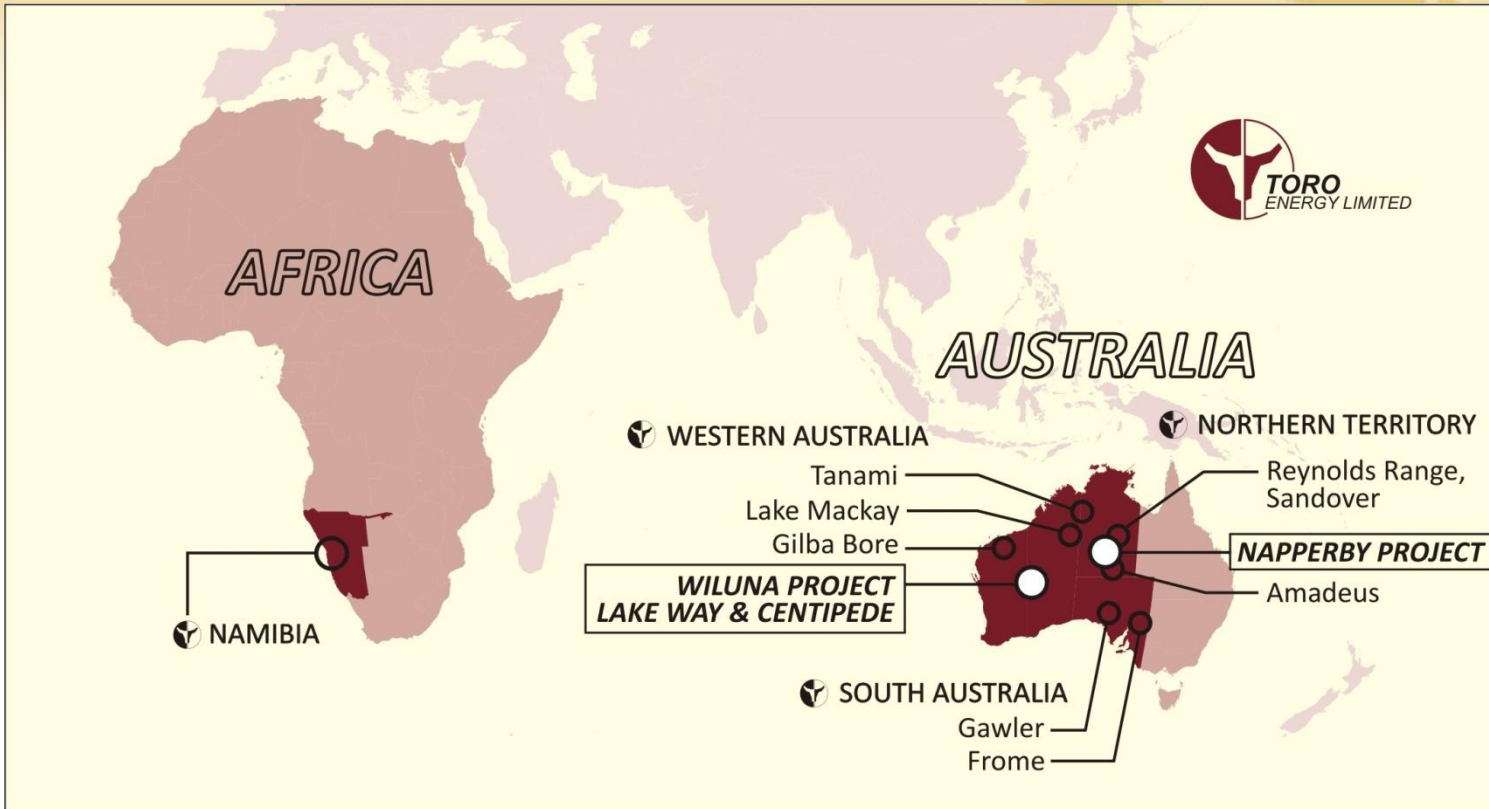 TORO
ENERGY LIMITED
AFRICA
AUSTRALIA
WESTERN AUSTRALIA
Tanami
Lake Mackay
Gilba Bore
WILUNA PROJECT
LAKE WAY & CENTIPEDE
NORTHERN TERRITORY
Reynolds Range,
Sandover
NAPPERBY PROJECT
Amadeus
NAMIBIA
SOUTH AUSTRALIA
Gawler
Frome